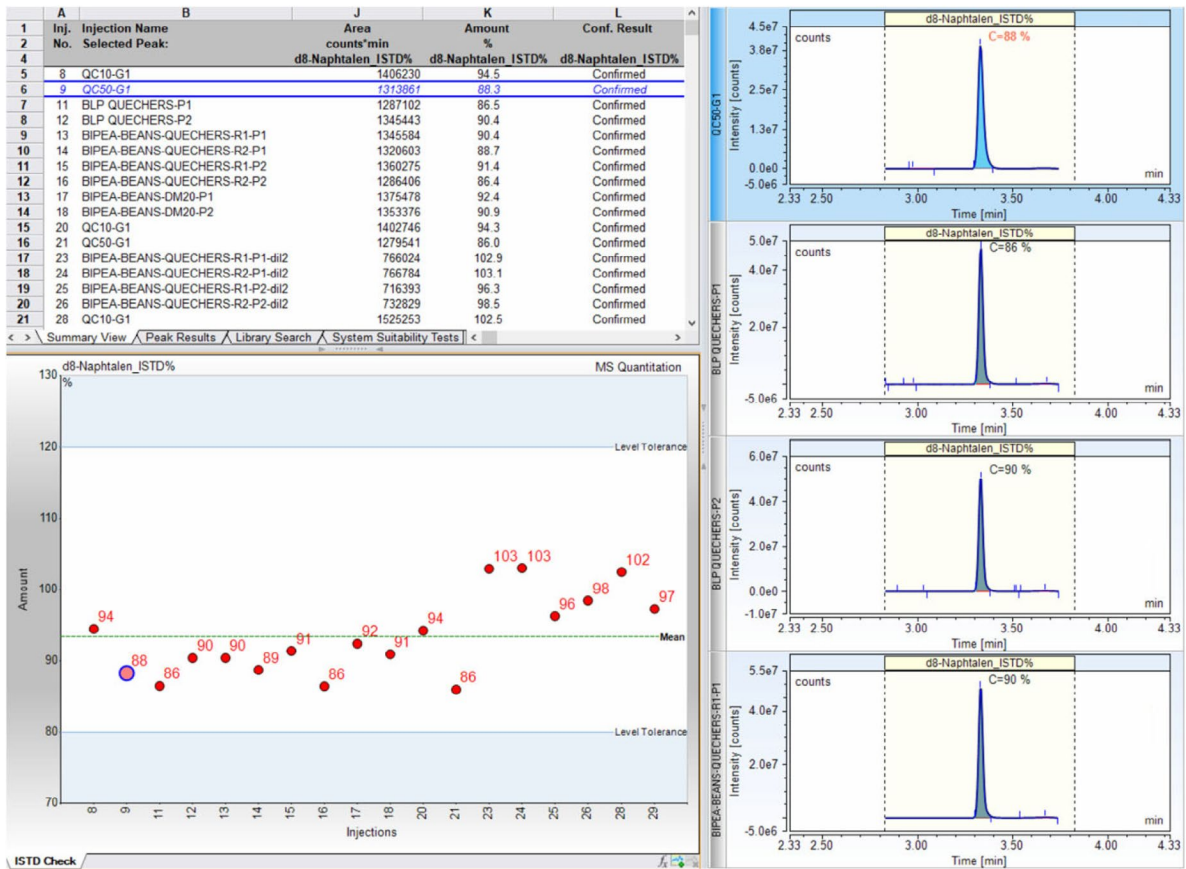 A B J K L
1 Inj. Injection Name Area Amount Conf. Result
2 No. Selected Peak: counts*min %
4 d8-Naphtalen_ISTD% d8-Naphtalen_ISTD% d8-Naphtalen_ISTD%
5 8 QC10-G1 1406230 94.5 Confirmed
6 9 QC50-G1 1313861 88.3 Confirmed
7 11 BLP QUECHERS-P1 1287102 86.5 Confirmed
8 12 BLP QUECHERS-P2 1345443 90.4 Confirmed
9 13 BIPEA-BEANS-QUECHERS-R1-P1 1345584 90.4 Confirmed
10 14 BIPEA-BEANS-QUECHERS-R2-P1 1320603 88.7 Confirmed
11 15 BIPEA-BEANS-QUECHERS-R1-P2 1360275 91.4 Confirmed
12 16 BIPEA-BEANS-QUECHERS-R2-P2 1286406 86.4 Confirmed
13 17 BIPEA-BEANS-DM20-P1 1375478 92.4 Confirmed
14 18 BIPEA-BEANS-DM20-P2 1353376 90.9 Confirmed
15 20 QC10-G1 1402746 94.3 Confirmed
16 21 QC50-G1 1279541 86.0 Confirmed
17 23 BIPEA-BEANS-QUECHERS-R1-P1-dil2 766024 102.9 Confirmed
18 24 BIPEA-BEANS-QUECHERS-R2-P1-dil2 766784 103.1 Confirmed
19 25 BIPEA-BEANS-QUECHERS-R1-P2-dil2 716393 96.3 Confirmed
20 26 BIPEA-BEANS-QUECHERS-R2-P2-dil2 732829 98.5 Confirmed
21 28 QC10-G1 1525253 102.5 Confirmed
Summary View Peak Results Library Search System Suitability Tests
d8-Naphtalen_ISTD% MS Quantitation
%
130
120
110
100
90
80
70
Amount
Level Tolerance
Mean
Level Tolerance
94 88 86 90 90 89 91 86 92 91 94 86 103 103 96 98 102 97
8 9 11 12 13 14 15 16 17 18 20 21 23 24 25 26 28 29
Injections
ISTD Check
QC50-G1
d8-Naphtalen_ISTD%
counts
C=88 %
Intensity [counts]
4.5e7
3.8e7
2.5e7
1.3e7
0.0e0
-5.0e6
min
2.33 2.50 3.00 3.50 4.00 4.33
Time [min]
BLP QUECHERS-P1
d8-Naphtalen_ISTD%
counts
C=86 %
Intensity [counts]
5.0e7
4.0e7
2.0e7
-5.0e6
min
2.33 2.50 3.00 3.50 4.00 4.33
Time [min]
BLP QUECHERS-P2
d8-Naphtalen_ISTD%
counts
C=90 %
Intensity [counts]
6.0e7
4.0e7
2.0e7
0.0e0
-1.0e7
min
2.33 2.50 3.00 3.50 4.00 4.33
Time [min]
BIPEA-BEANS-QUECHERS-R1-P1
d8-Naphtalen_ISTD%
counts
C=90 %
Intensity [counts]
5.5e7
4.0e7
2.0e7
-5.0e6
min
2.33 2.50 3.00 3.50 4.00 4.33
Time [min]